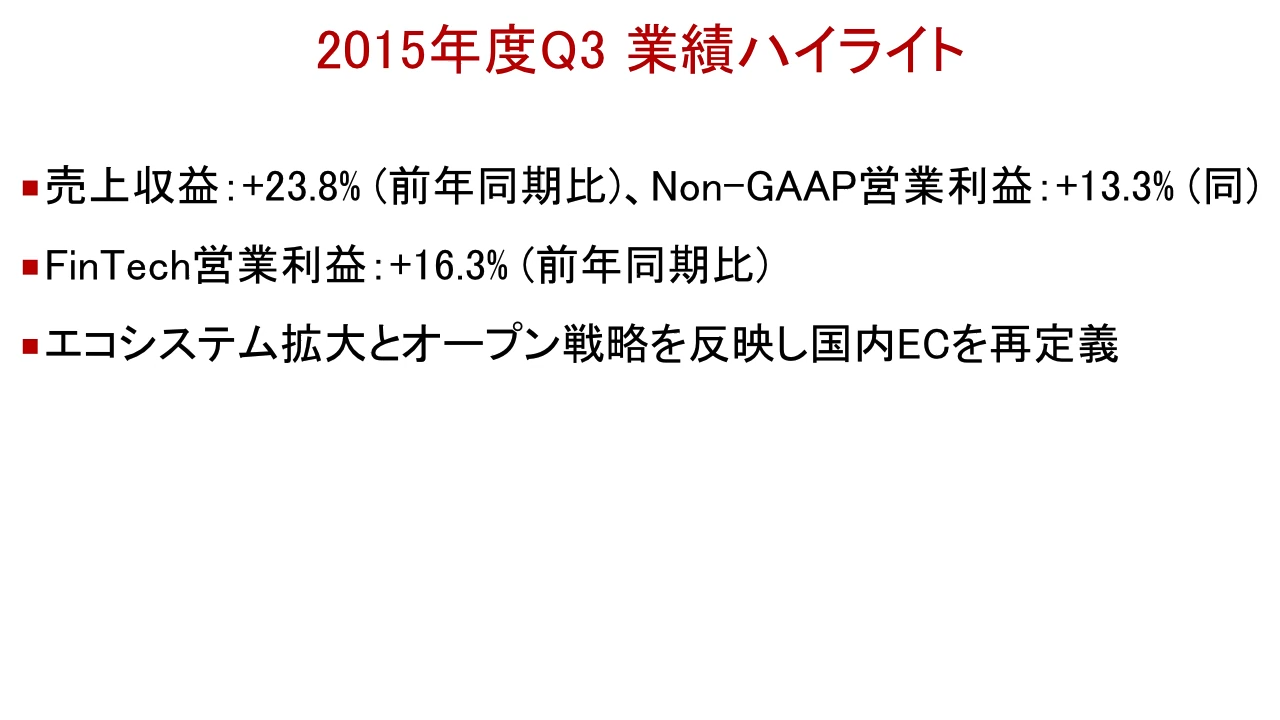 2015年度Q3 業績ハイライト
■売上収益：+23.8% (前年同期比)、Non-GAAP営業利益：+13.3% (同)
■FinTech営業利益：+16.3% (前年同期比)
■エコシステム拡大とオープン戦略を反映し国内ECを再定義